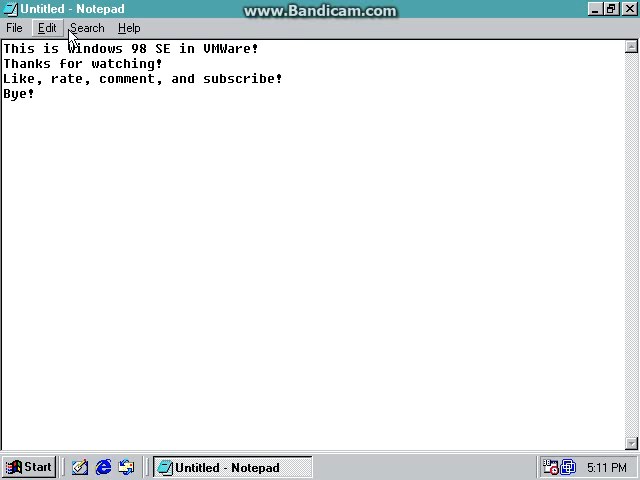 Untitled - Notepad
www.Bandicam.com
File Edit Search Help
This is Windows 98 SE in VMWare!
Thanks for watching!
Like, rate, comment, and subscribe!
Bye!
Start
Untitled - Notepad
5:11 PM